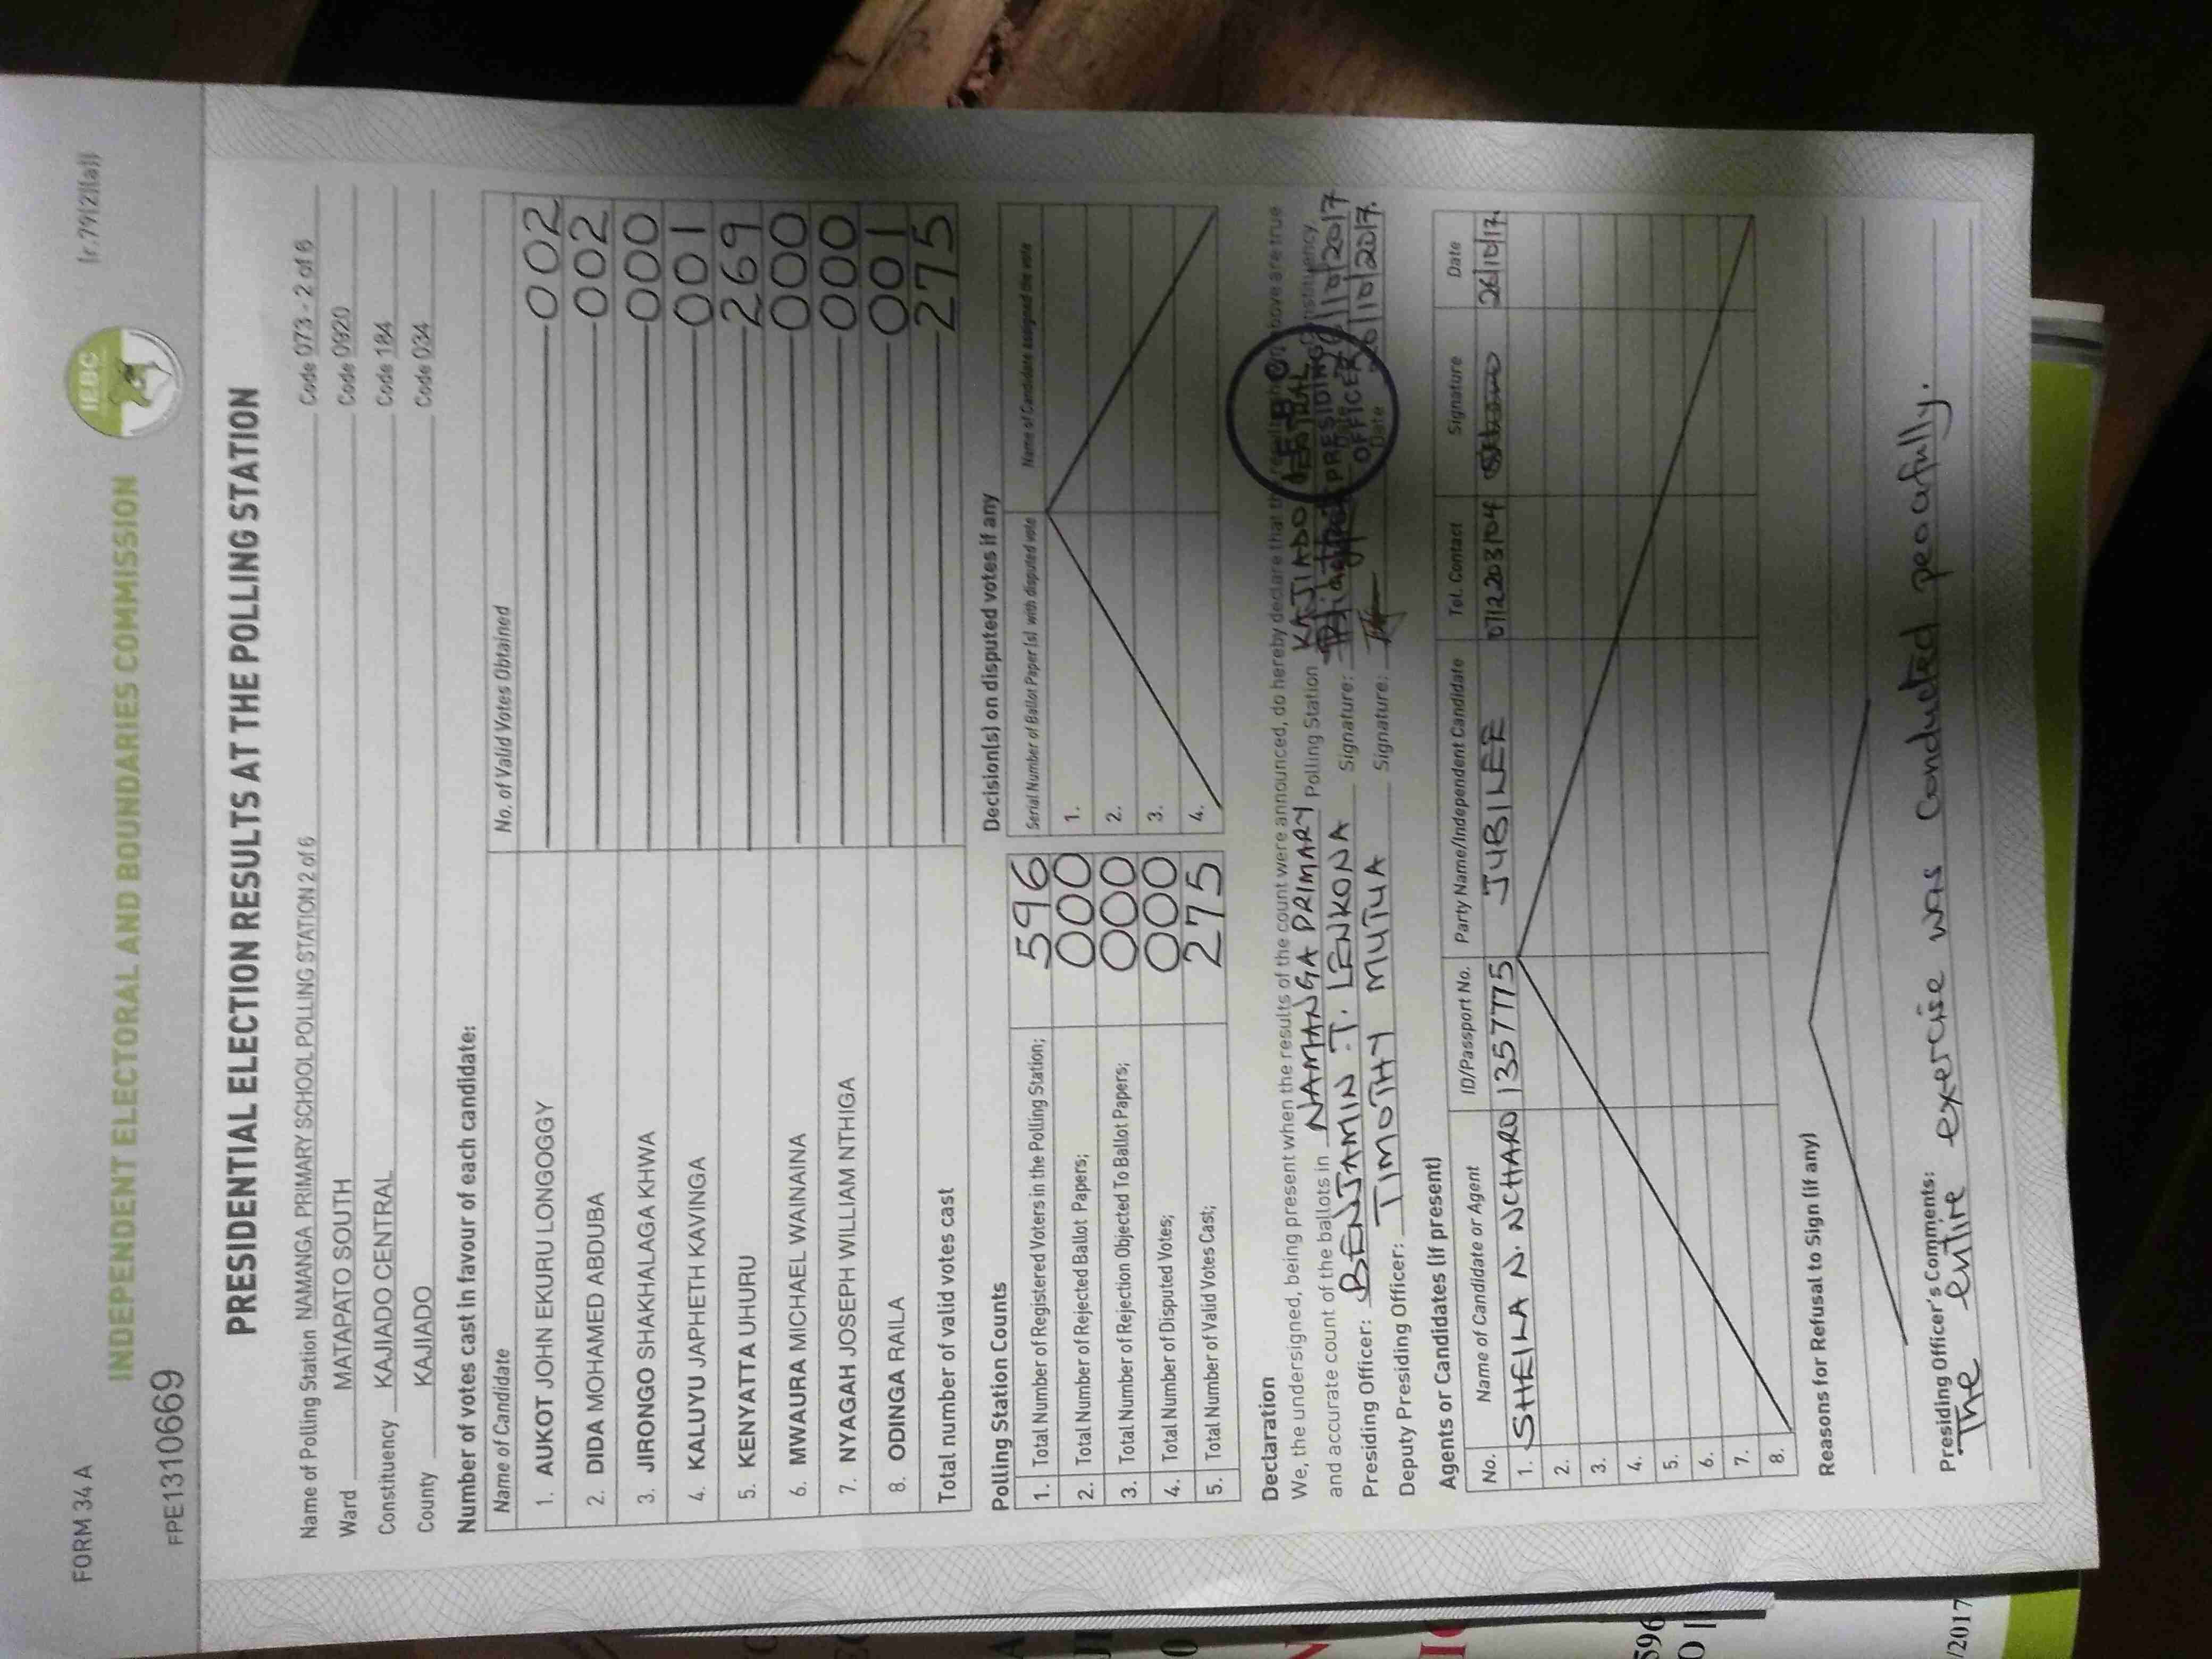 FORM 34 A
(r.79(2)(a))
IEBC
INDEPENDENT ELECTORAL AND BOUNDARIES COMMISSION
FPE1310669
PRESIDENTIAL ELECTION RESULTS AT THE POLLING STATION
Name of Polling Station NAMANGA PRIMARY SCHOOL POLLING STATION 2 of 6 Code 073 - 2 of 6
Ward MATAPATO SOUTH Code 0920
Constituency KAJIADO CENTRAL Code 184
County KAJIADO Code 034
Number of votes cast in favour of each candidate:
Name of Candidate No. of Valid Votes Obtained
1. AUKOT JOHN EKURU LONGOGGY 002
2. DIDA MOHAMED ABDUBA 002
3. JIRONGO SHAKHALAGA KHWA 000
4. KALUYU JAPHETH KAVINGA 001
5. KENYATTA UHURU 269
6. MWAURA MICHAEL WAINAINA 000
7. NYAGAH JOSEPH WILLIAM NTHIGA 000
8. ODINGA RAILA 001
Total number of valid votes cast 275
Polling Station Counts
1. Total Number of Registered Voters in the Polling Station; 596
2. Total Number of Rejected Ballot Papers; 000
3. Total Number of Rejection Objected To Ballot Papers; 000
4. Total Number of Disputed Votes; 000
5. Total Number of Valid Votes Cast; 275
Decision(s) on disputed votes if any
Serial Number of Ballot Paper (s) with disputed vote Name of Candidate assigned the vote
1.
2.
3.
4.
Declaration
We, the undersigned, being present when the results of the count were announced, do hereby declare that the results shown above are true
and accurate count of the ballots in NAMANGA PRIMARY Polling Station KAJIADO CENTRAL Constituency.
Presiding Officer: BENJAMIN .T. LENKONA Signature: Date 26/10/2017
Deputy Presiding Officer: TIMOTHY MUTUA Signature: Date 26/10/2017.
PRESIDING
OFFICER
Agents or Candidates (if present)
No. Name of Candidate or Agent ID/Passport No. Party Name/Independent Candidate Tel. Contact Signature Date
1. SHEILA N. NCHARO 1357775 JUBILEE 0712203104 26/10/17.
2.
3.
4.
5.
6.
7.
8.
Reasons for Refusal to Sign (if any)
Presiding Officer's Comments:
The entire exercise was conducted peafully.
596
/2017